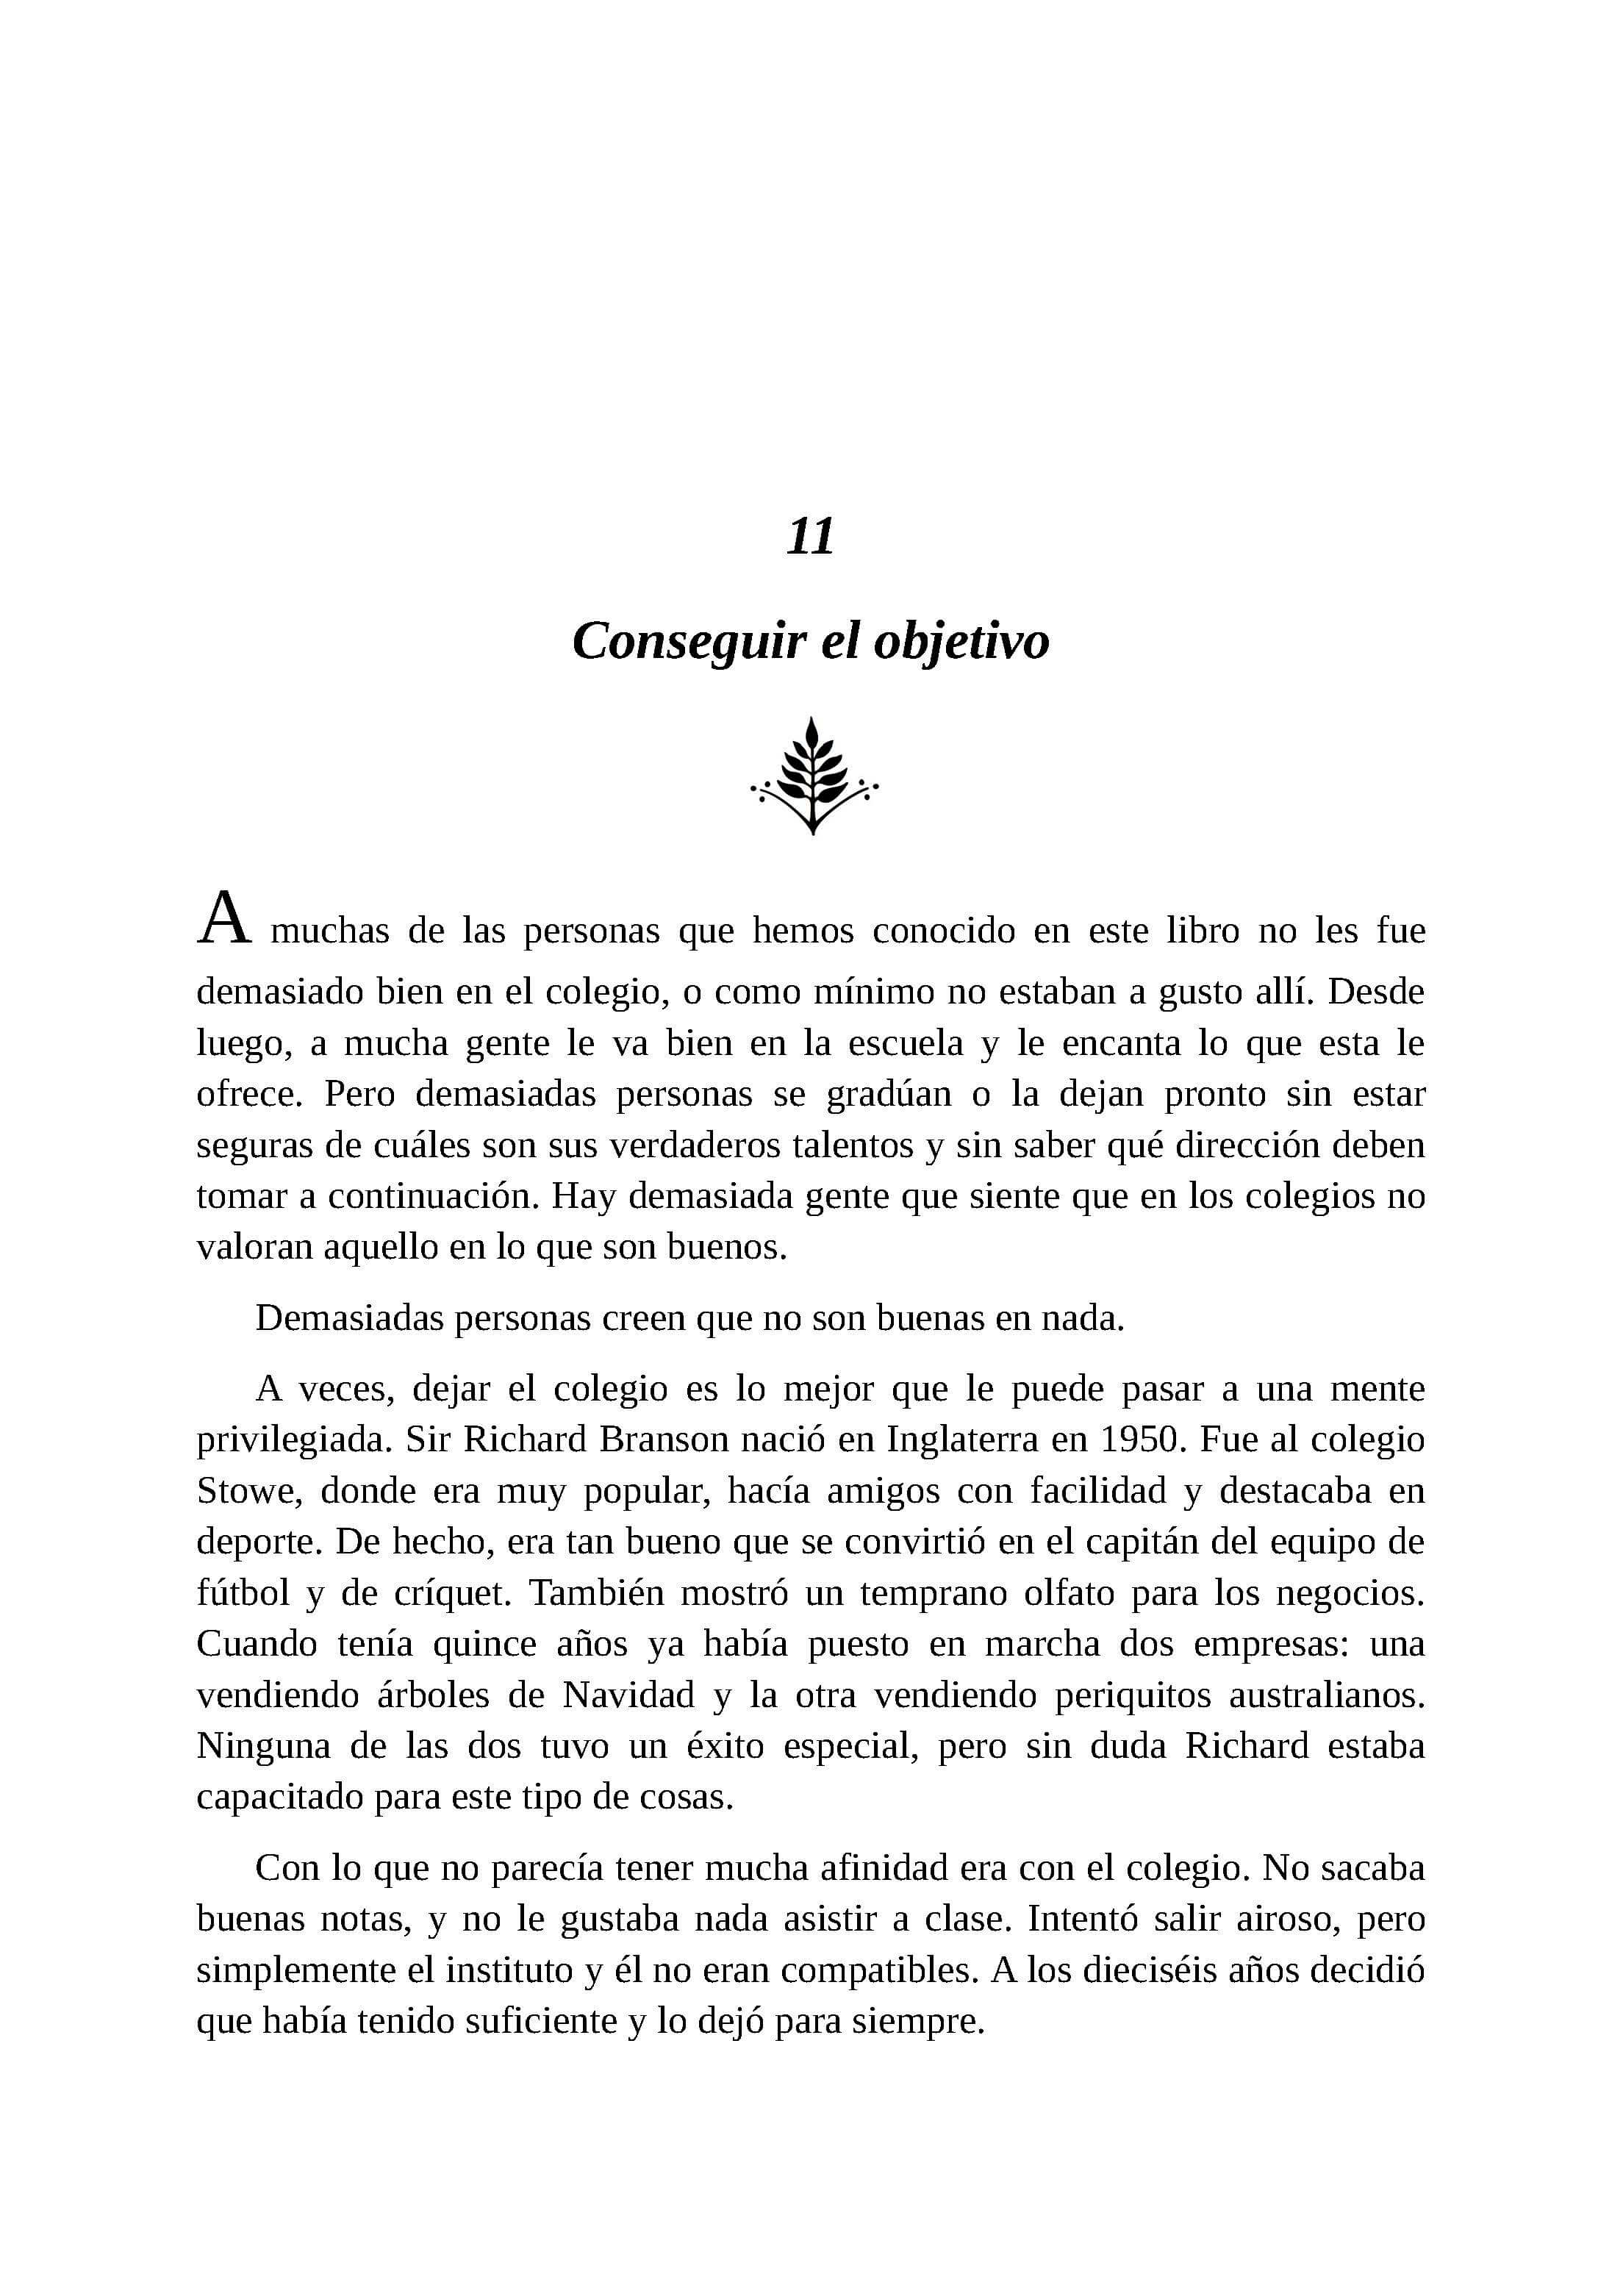 11
Conseguir el objetivo
A muchas de las personas que hemos conocido en este libro no les fue
demasiado bien en el colegio, o como mínimo no estaban a gusto allí. Desde
luego, a mucha gente le va bien en la escuela y le encanta lo que esta le
ofrece. Pero demasiadas personas se gradúan o la dejan pronto sin estar
seguras de cuáles son sus verdaderos talentos y sin saber qué dirección deben
tomar a continuación. Hay demasiada gente que siente que en los colegios no
valoran aquello en lo que son buenos.
Demasiadas personas creen que no son buenas en nada.
A veces, dejar el colegio es lo mejor que le puede pasar a una mente
privilegiada. Sir Richard Branson nació en Inglaterra en 1950. Fue al colegio
Stowe, donde era muy popular, hacía amigos con facilidad y destacaba en
deporte. De hecho, era tan bueno que se convirtió en el capitán del equipo de
fútbol y de críquet. También mostró un temprano olfato para los negocios.
Cuando tenía quince años ya había puesto en marcha dos empresas: una
vendiendo árboles de Navidad y la otra vendiendo periquitos australianos.
Ninguna de las dos tuvo un éxito especial, pero sin duda Richard estaba
capacitado para este tipo de cosas.
Con lo que no parecía tener mucha afinidad era con el colegio. No sacaba
buenas notas, y no le gustaba nada asistir a clase. Intentó salir airoso, pero
simplemente el instituto y él no eran compatibles. A los dieciséis años decidió
que había tenido suficiente y lo dejó para siempre.